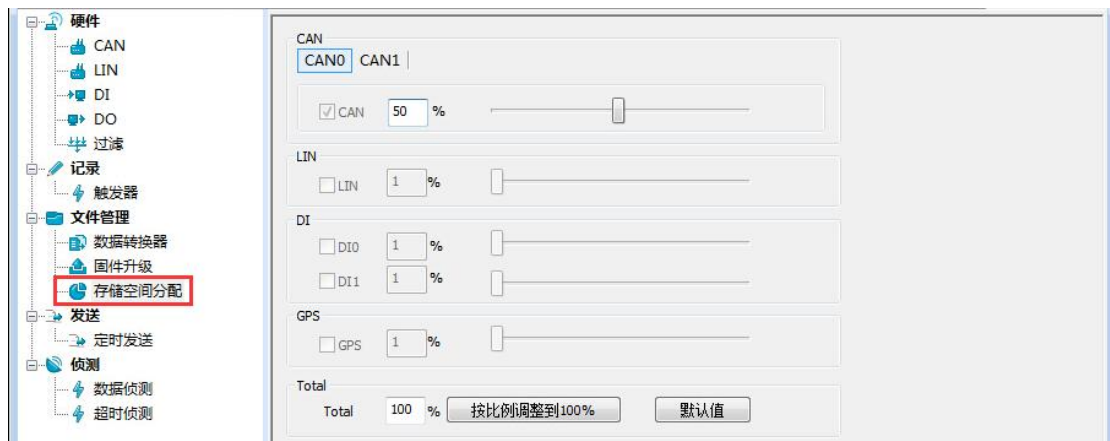 硬件
CAN
LIN
DI
DO
过滤
记录
触发器
文件管理
数据转换器
固件升级
存储空间分配
发送
定时发送
侦测
数据侦测
超时侦测
CAN
CAN0 CAN1
CAN 50 %
LIN
LIN 1 %
DI
DI0 1 %
DI1 1 %
GPS
GPS 1 %
Total
Total 100 % 按比例调整到100% 默认值